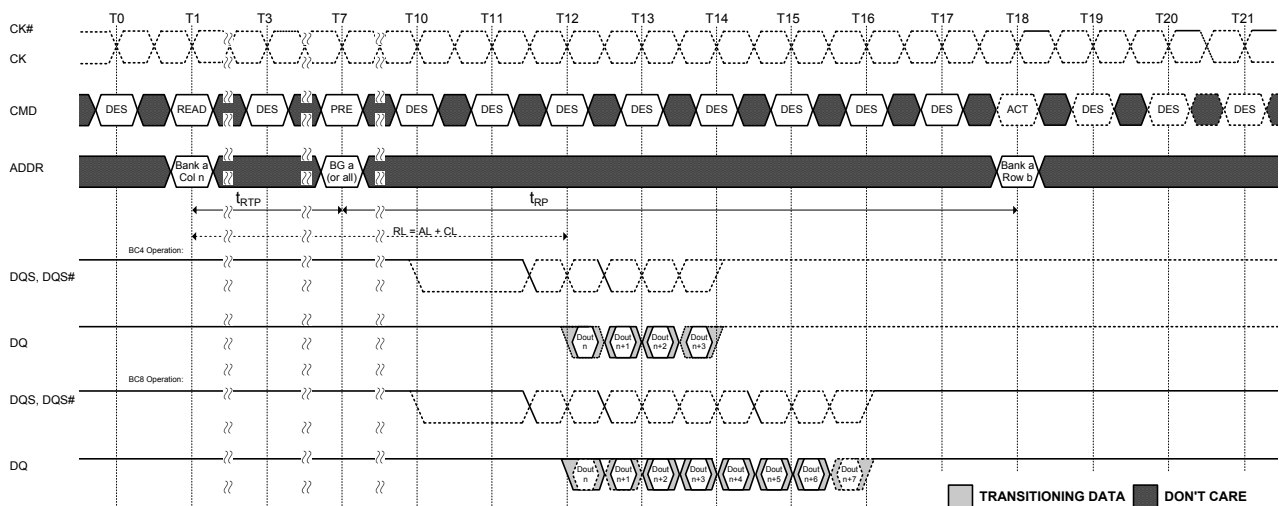 T0 T1 T3 T7 T10 T11 T12 T13 T14 T15 T16 T17 T18 T19 T20 T21
CK#
CK
CMD DES READ DES PRE DES DES DES DES DES DES DES DES ACT DES DES DES
ADDR
Bank a
Col n
BG a
(or all)
Bank a
Row b
tRTP tRP
RL = AL + CL
BC4 Operation:
DQS, DQS#
DQ
Dout
n
Dout
n+1
Dout
n+2
Dout
n+3
BC8 Operation:
DQS, DQS#
DQ
Dout
n
Dout
n+1
Dout
n+2
Dout
n+3
Dout
n+4
Dout
n+5
Dout
n+6
Dout
n+7
TRANSITIONING DATA DON'T CARE